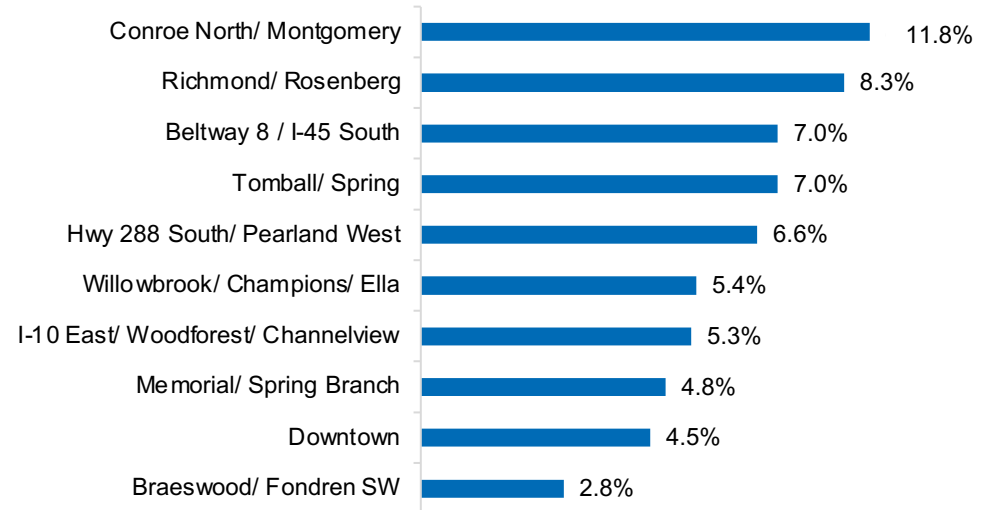 Conroe North/ Montgomery 11.8%
Richmond/ Rosenberg 8.3%
Beltway 8 / I-45 South 7.0%
Tomball/ Spring 7.0%
Hwy 288 South/ Pearland West 6.6%
Willowbrook/ Champions/ Ella 5.4%
I-10 East/ Woodforest/ Channelview 5.3%
Memorial/ Spring Branch 4.8%
Downtown 4.5%
Braeswood/ Fondren SW 2.8%